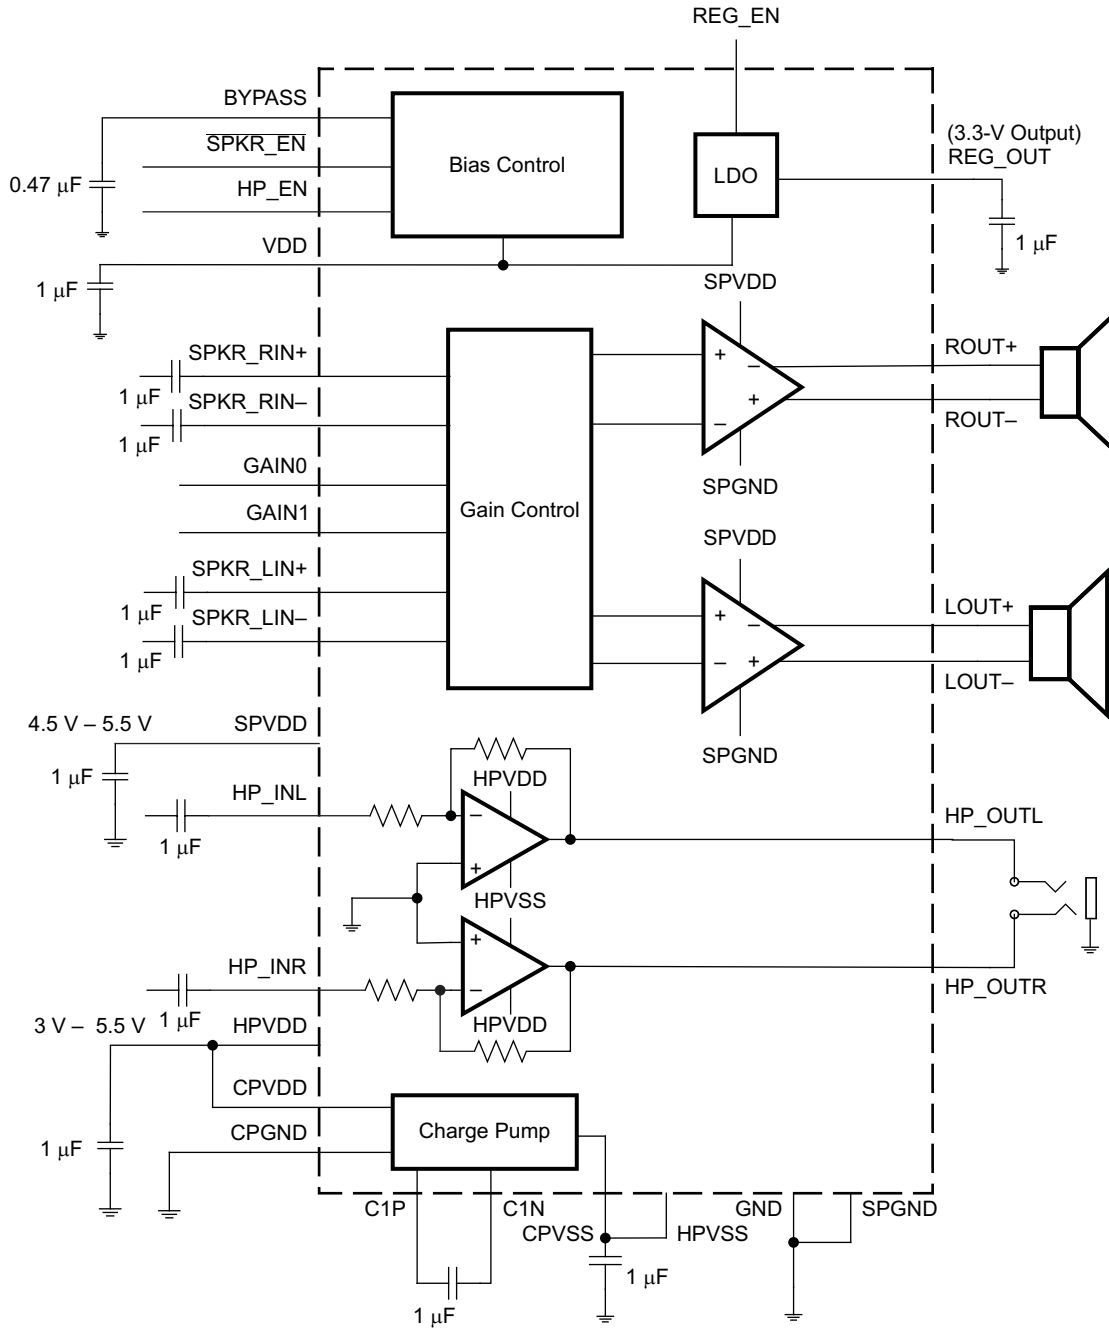 REG_EN
BYPASS
SPKR_EN
HP_EN
VDD
0.47 µF
1 µF
Bias Control
LDO
(3.3-V Output)
REG_OUT
1 µF
SPKR_RIN+
1 µF
SPKR_RIN–
1 µF
GAIN0
GAIN1
SPKR_LIN+
1 µF
SPKR_LIN–
1 µF
Gain Control
SPVDD
+
–
–
+
SPGND
ROUT+
ROUT–
SPVDD
+
–
–
+
SPGND
LOUT+
LOUT–
4.5 V – 5.5 V
SPVDD
1 µF
HP_INL
1 µF
HPVDD
–
+
HPVSS
+
–
HPVDD
HP_OUTL
HP_OUTR
HP_INR
1 µF
3 V – 5.5 V
HPVDD
CPVDD
CPGND
1 µF
Charge Pump
C1P
C1N
1 µF
CPVSS
HPVSS
1 µF
GND
SPGND